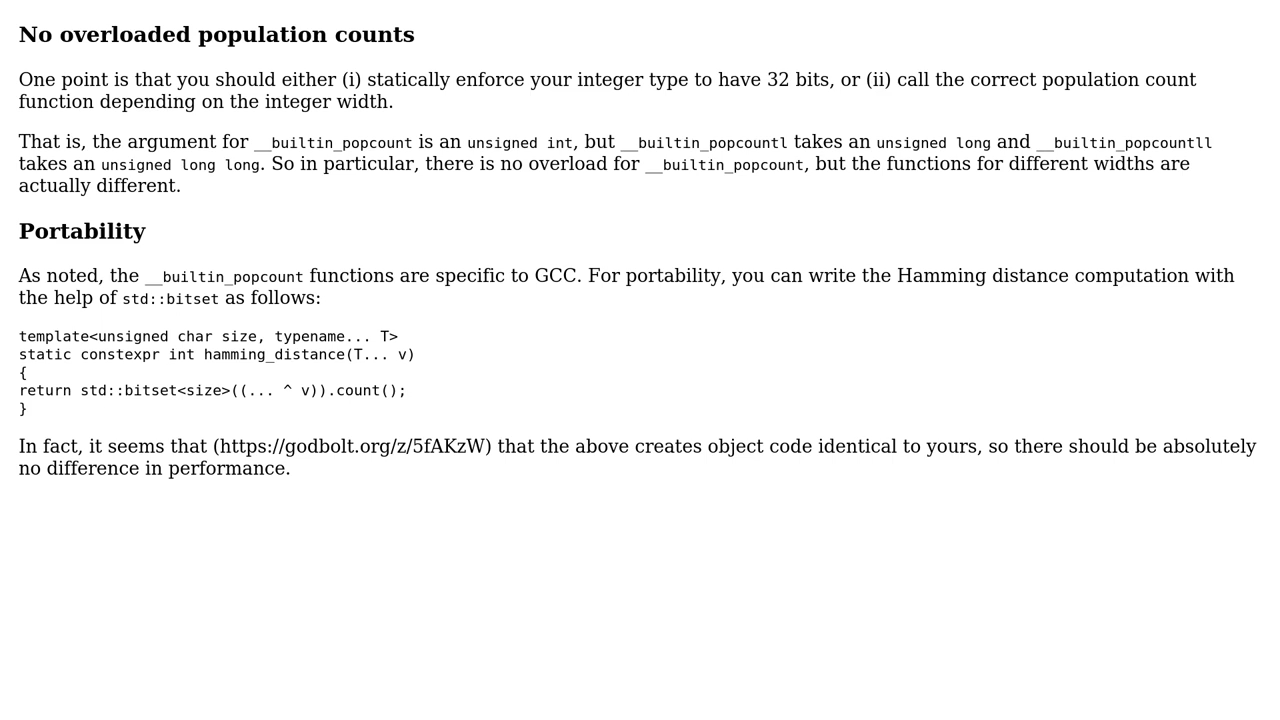 No overloaded population counts
One point is that you should either (i) statically enforce your integer type to have 32 bits, or (ii) call the correct population count
function depending on the integer width.
That is, the argument for __builtin_popcount is an unsigned int, but __builtin_popcountl takes an unsigned long and __builtin_popcountll
takes an unsigned long long. So in particular, there is no overload for __builtin_popcount, but the functions for different widths are
actually different.
Portability
As noted, the __builtin_popcount functions are specific to GCC. For portability, you can write the Hamming distance computation with
the help of std::bitset as follows:
template<unsigned char size, typename... T>
static constexpr int hamming_distance(T... v)
{
return std::bitset<size>((... ^ v)).count();
}
In fact, it seems that (https://godbolt.org/z/5fAKzW) that the above creates object code identical to yours, so there should be absolutely
no difference in performance.